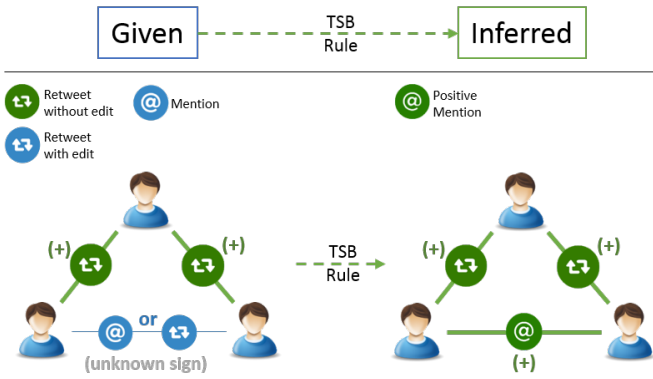 Given
TSB
Rule
Inferred
Retweet
without edit
@
Mention
@
Positive
Mention
Retweet
with edit
(+)
(+)
TSB
Rule
(+)
(+)
@
or
(unknown sign)
@
(+)